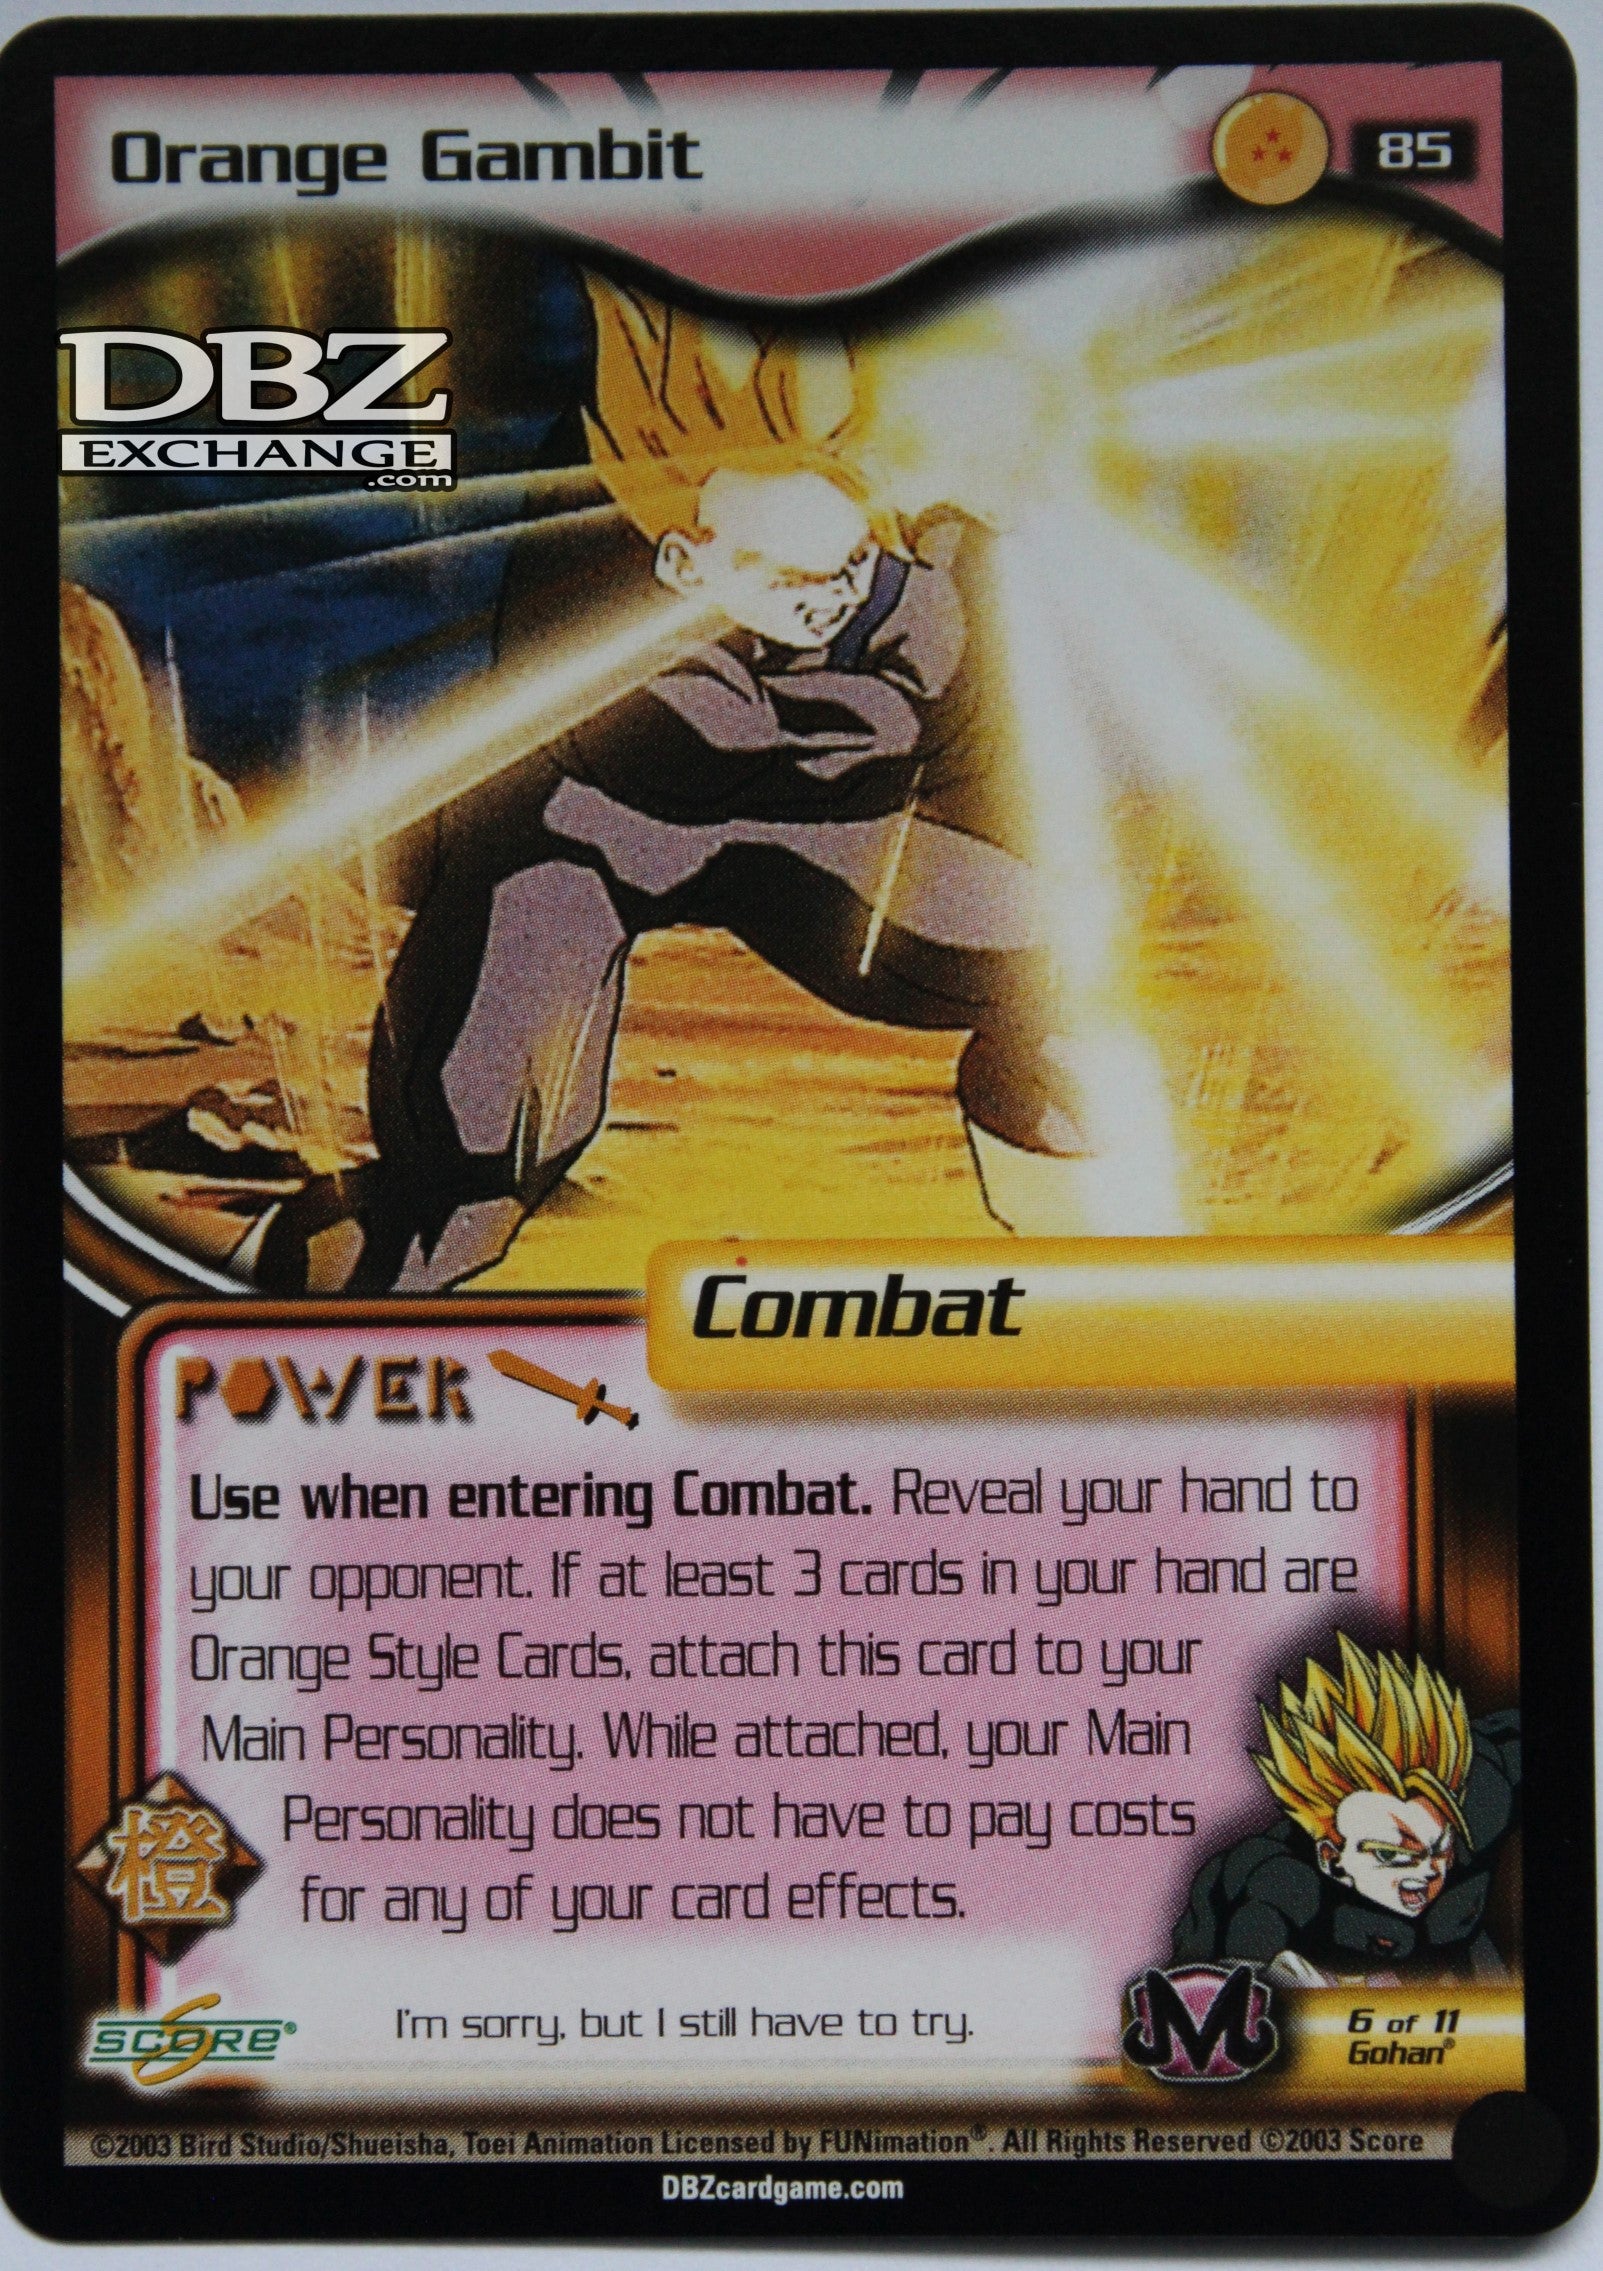 Orange Gambit
85
DBZ
EXCHANGE
.com
Combat
POWER
Use when entering Combat. Reveal your hand to
your opponent. If at least 3 cards in your hand are
Orange Style Cards, attach this card to your
Main Personality. While attached, your Main
Personality does not have to pay costs
for any of your card effects.
橙
I'm sorry, but I still have to try.
SCORE®
M
6 of 11
Gohan®
©2003 Bird Studio/Shueisha, Toei Animation Licensed by FUNimation®. All Rights Reserved ©2003 Score
DBZcardgame.com